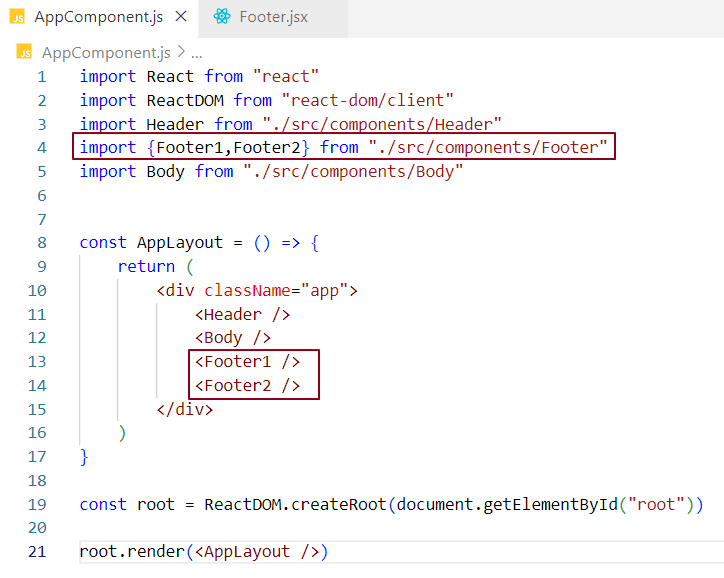 JS AppComponent.js × Footer.jsx
JS AppComponent.js > ...
1 import React from "react"
2 import ReactDOM from "react-dom/client"
3 import Header from "./src/components/Header"
4 import {Footer1,Footer2} from "./src/components/Footer"
5 import Body from "./src/components/Body"
6
7
8 const AppLayout = () => {
9     return (
10         <div className="app">
11             <Header />
12             <Body />
13             <Footer1 />
14             <Footer2 />
15         </div>
16     )
17 }
18
19 const root = ReactDOM.createRoot(document.getElementById("root"))
20
21 root.render(<AppLayout />)